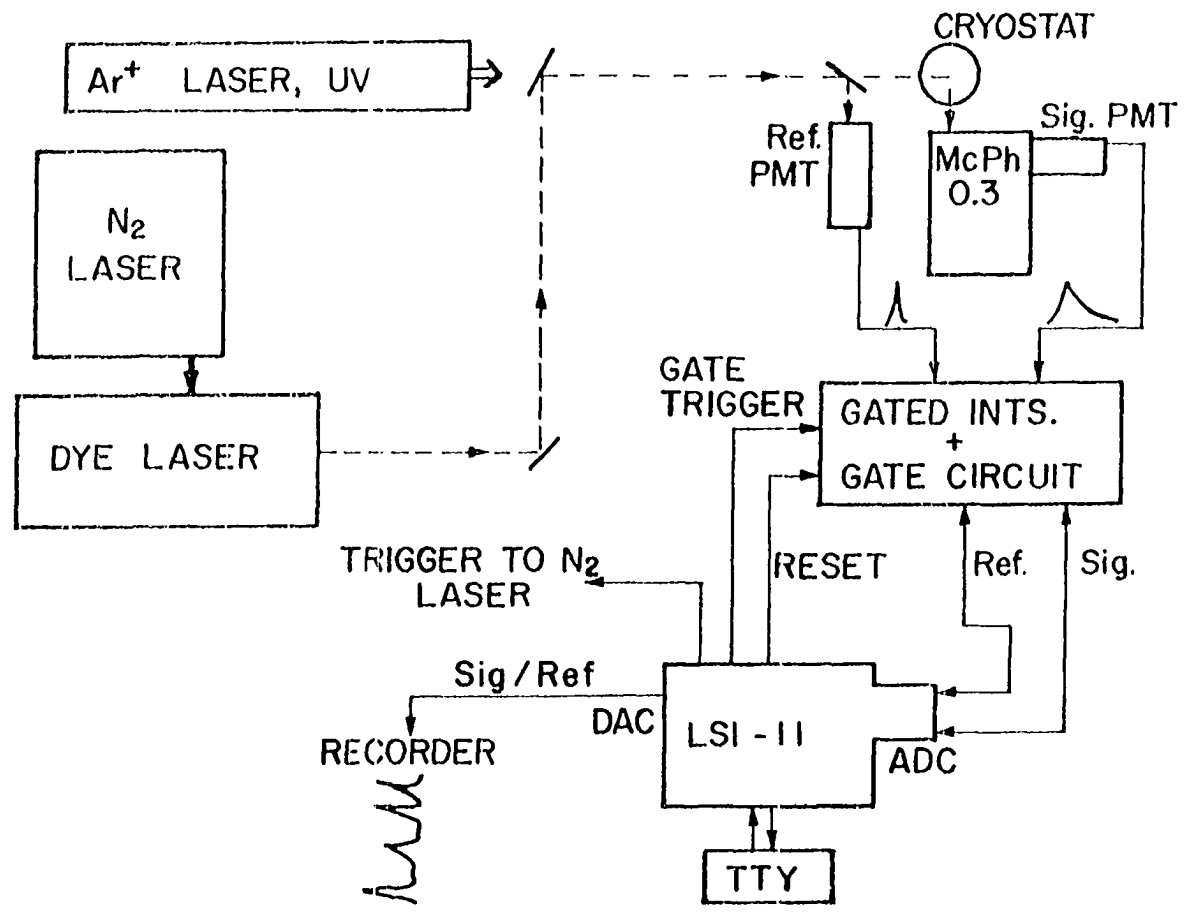 CRYOSTAT
Ar+ LASER, UV
Sig. PMT
Ref.
PMT
McPh
0.3
N2
LASER
DYE LASER
GATE
TRIGGER
GATED INTS.
+
GATE CIRCUIT
TRIGGER TO N2
LASER
RESET
Ref.
Sig.
Sig/Ref
DAC
LSI-11
ADC
RECORDER
TTY